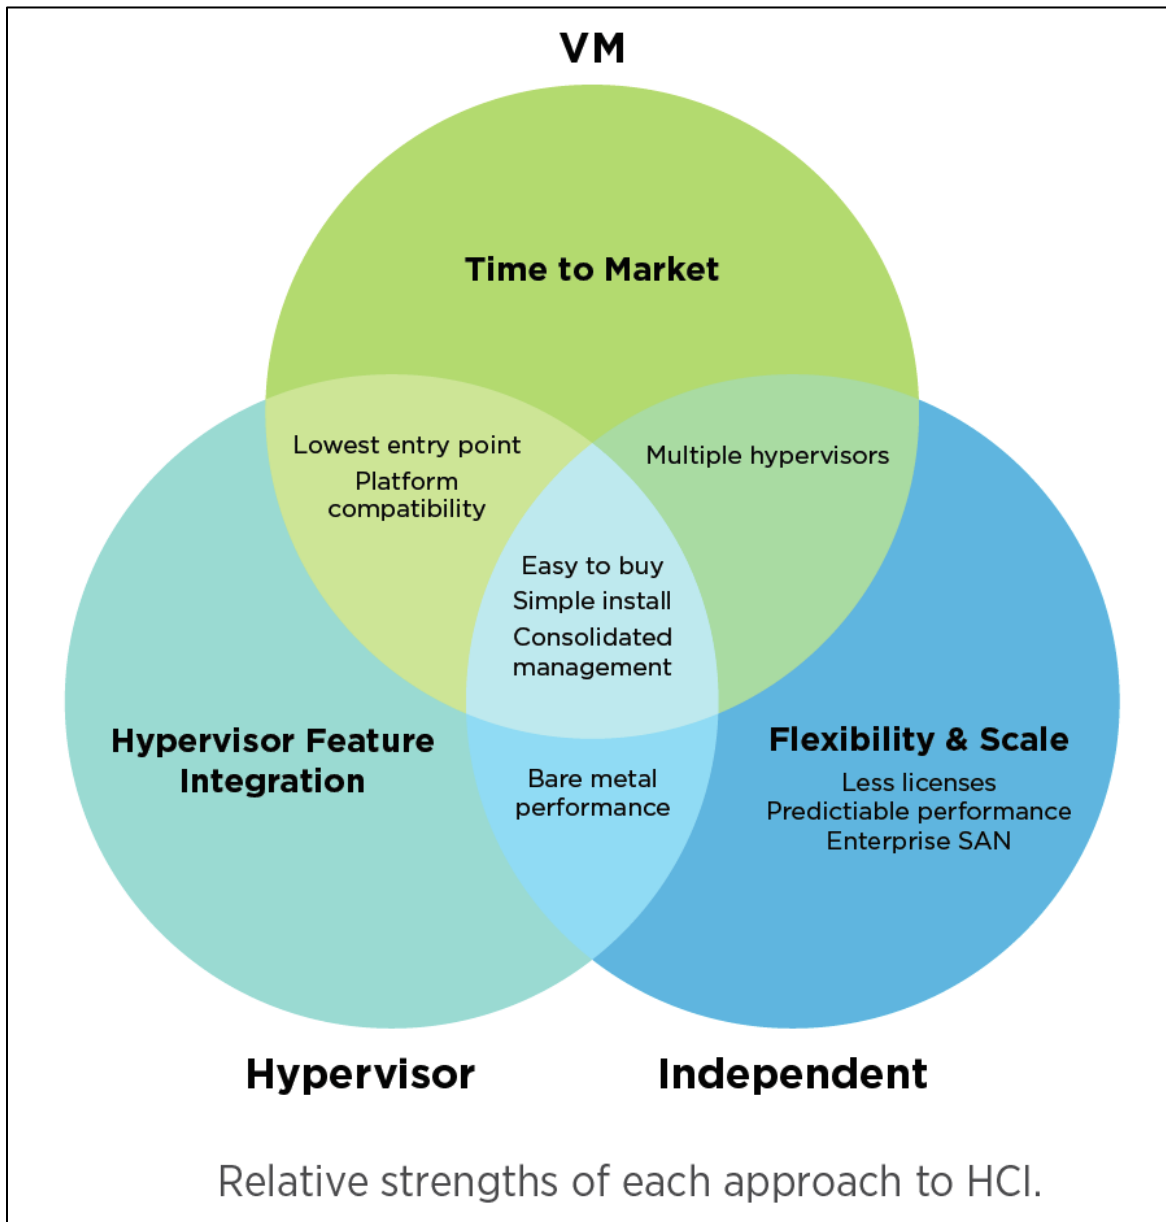 VM
Time to Market
Lowest entry point
Platform
compatibility
Multiple hypervisors
Easy to buy
Simple install
Consolidated
management
Hypervisor Feature
Integration
Flexibility & Scale
Less licenses
Predictiable performance
Enterprise SAN
Bare metal
performance
Hypervisor
Independent
Relative strengths of each approach to HCI.